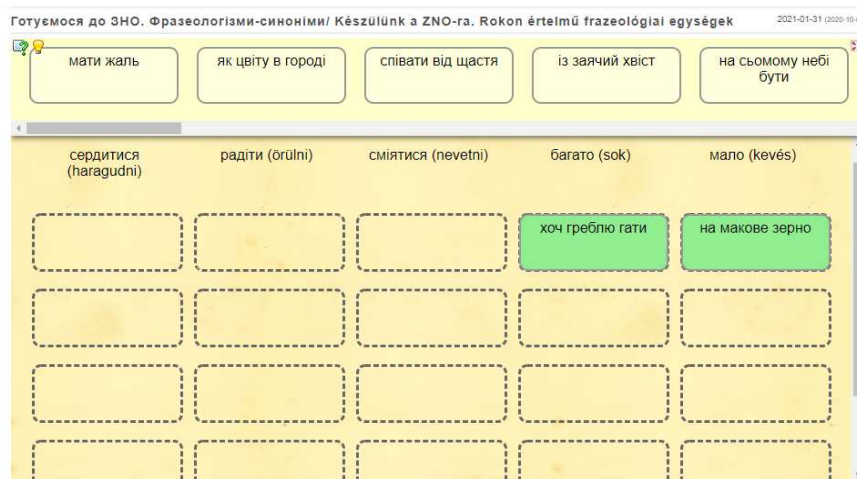 Готуємося до ЗНО. Фразеологізми-синоніми/ Készülünk a ZNO-ra. Rokon értelmű frazeológiai egységek 2021-01-31
мати жаль
як цвіту в городі
співати від щастя
із заячий хвіст
на сьомому небі
бути
сердитися
(haragudni)
радіти (örülni)
сміятися (nevetni)
багато (sok)
мало (kevés)
хоч греблю гати
на макове зерно